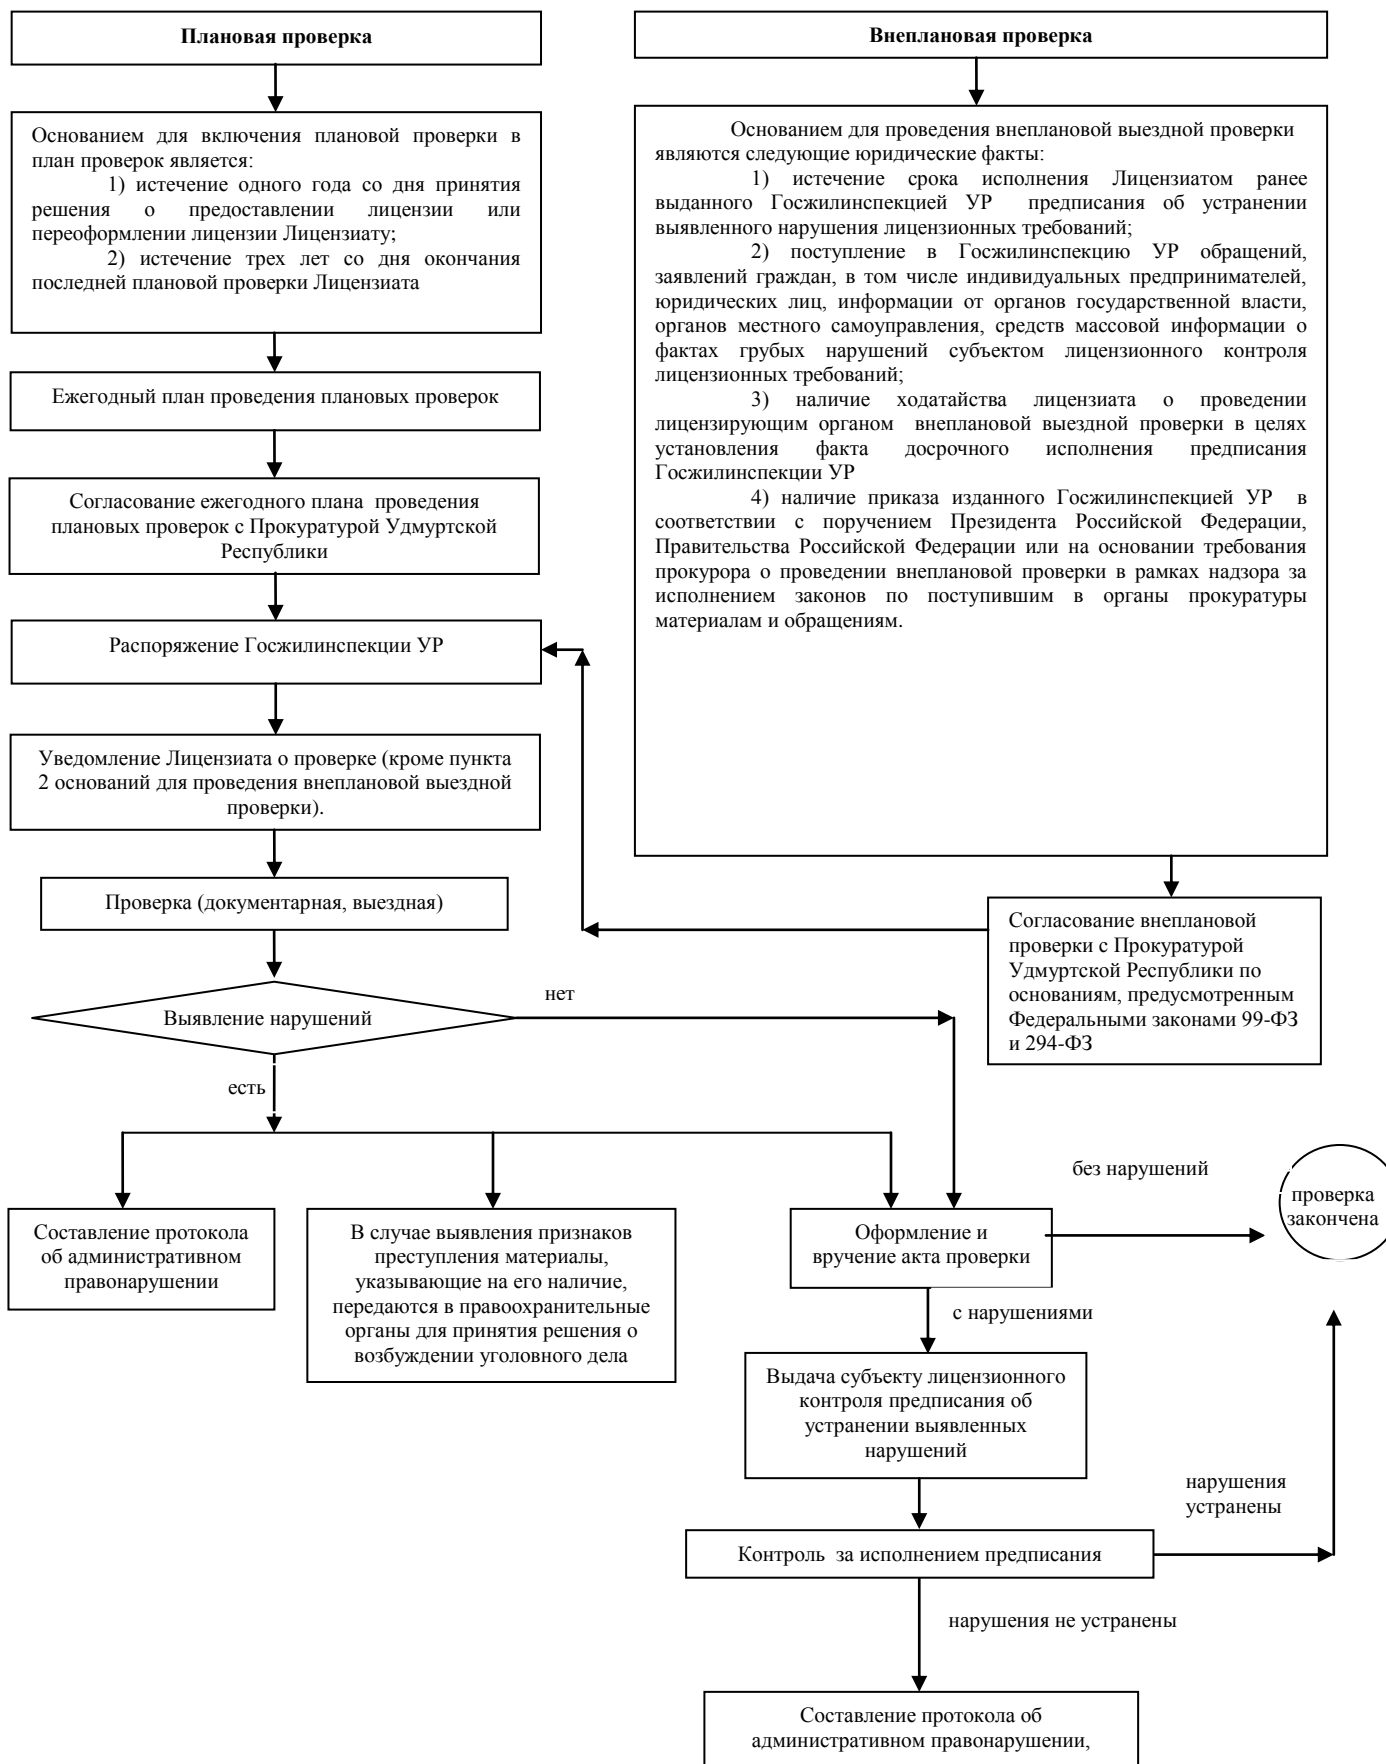 Плановая проверка
Основанием для включения плановой проверки в
план проверок является:
1) истечение одного года со дня принятия
решения о предоставлении лицензии или
переоформлении лицензии Лицензиату;
2) истечение трех лет со дня окончания
последней плановой проверки Лицензиата
Ежегодный план проведения плановых проверок
Согласование ежегодного плана проведения
плановых проверок с Прокуратурой Удмуртской
Республики
Распоряжение Госжилинспекции УР
Уведомление Лицензиата о проверке (кроме пункта
2 оснований для проведения внеплановой выездной
проверки).
Проверка (документарная, выездная)
Внеплановая проверка
Основанием для проведения внеплановой выездной проверки
являются следующие юридические факты:
1) истечение срока исполнения Лицензиатом ранее
выданного Госжилинспекцией УР предписания об устранении
выявленного нарушения лицензионных требований;
2) поступление в Госжилинспекцию УР обращений,
заявлений граждан, в том числе индивидуальных предпринимателей,
юридических лиц, информации от органов государственной власти,
органов местного самоуправления, средств массовой информации о
фактах грубых нарушений субъектом лицензионного контроля
лицензионных требований;
3) наличие ходатайства лицензиата о проведении
лицензирующим органом внеплановой выездной проверки в целях
установления факта досрочного исполнения предписания
Госжилинспекции УР
4) наличие приказа изданного Госжилинспекцией УР в
соответствии с поручением Президента Российской Федерации,
Правительства Российской Федерации или на основании требования
прокурора о проведении внеплановой проверки в рамках надзора за
исполнением законов по поступившим в органы прокуратуры
материалам и обращениям.
Согласование внеплановой
проверки с Прокуратурой
Удмуртской Республики по
основаниям, предусмотренным
Федеральными законами 99-ФЗ
и 294-ФЗ
Выявление нарушений
нет
есть
Составление протокола
об административном
правонарушении
В случае выявления признаков
преступления материалы,
указывающие на его наличие,
передаются в правоохранительные
органы для принятия решения о
возбуждении уголовного дела
Оформление и
вручение акта проверки
без нарушений
проверка
закончена
с нарушениями
Выдача субъекту лицензионного
контроля предписания об
устранении выявленных
нарушений
нарушения
устранены
Контроль за исполнением предписания
нарушения не устранены
Составление протокола об
административном правонарушении,